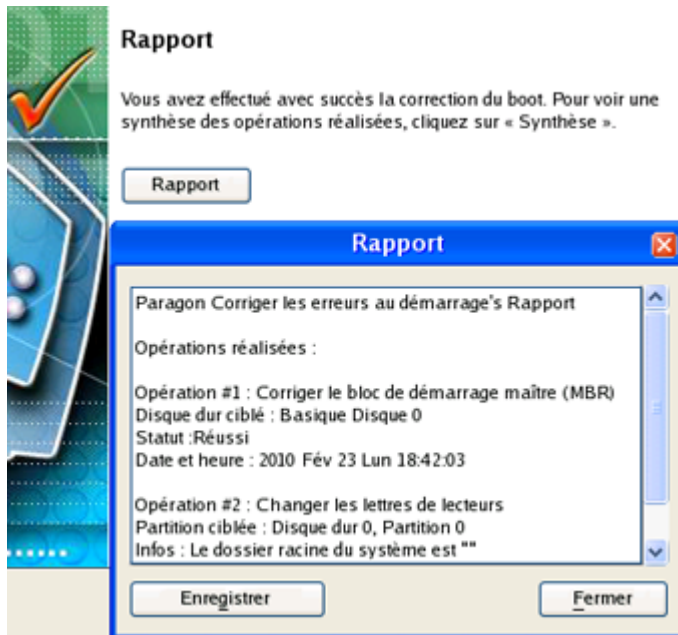 Rapport
Vous avez effectué avec succès la correction du boot. Pour voir une
synthèse des opérations réalisées, cliquez sur « Synthèse ».
Rapport
Rapport
Paragon Corriger les erreurs au démarrage's Rapport
Opérations réalisées :
Opération #1 : Corriger le bloc de démarrage maître (MBR)
Disque dur ciblé : Basique Disque 0
Statut :Réussi
Date et heure : 2010 Fév 23 Lun 18:42:03
Opération #2 : Changer les lettres de lecteurs
Partition ciblée : Disque dur 0, Partition 0
Infos : Le dossier racine du système est ""
Enregistrer
Fermer